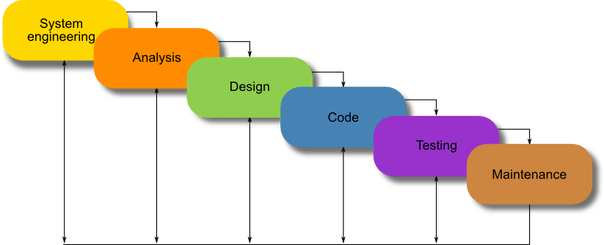 System
engineering
Analysis
Design
Code
Testing
Maintenance